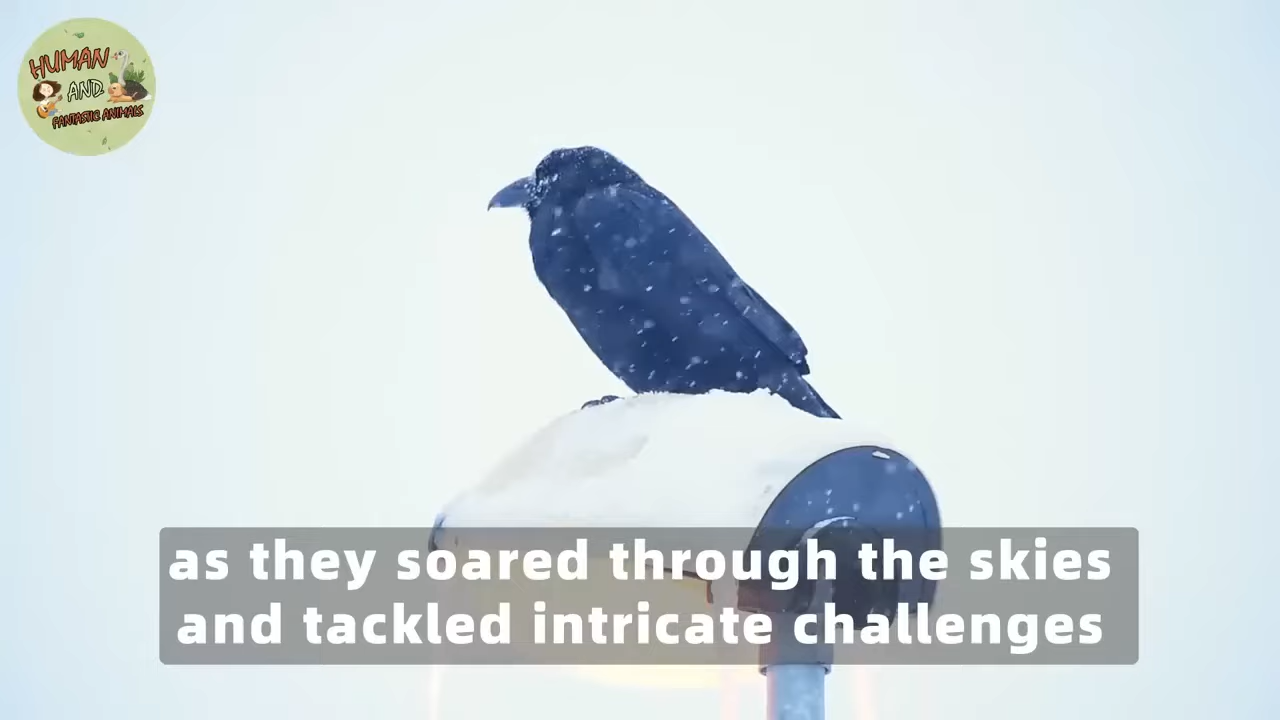 HUMAN
AND
FANTASTIC ANIMALS
as they soared through the skies
and tackled intricate challenges